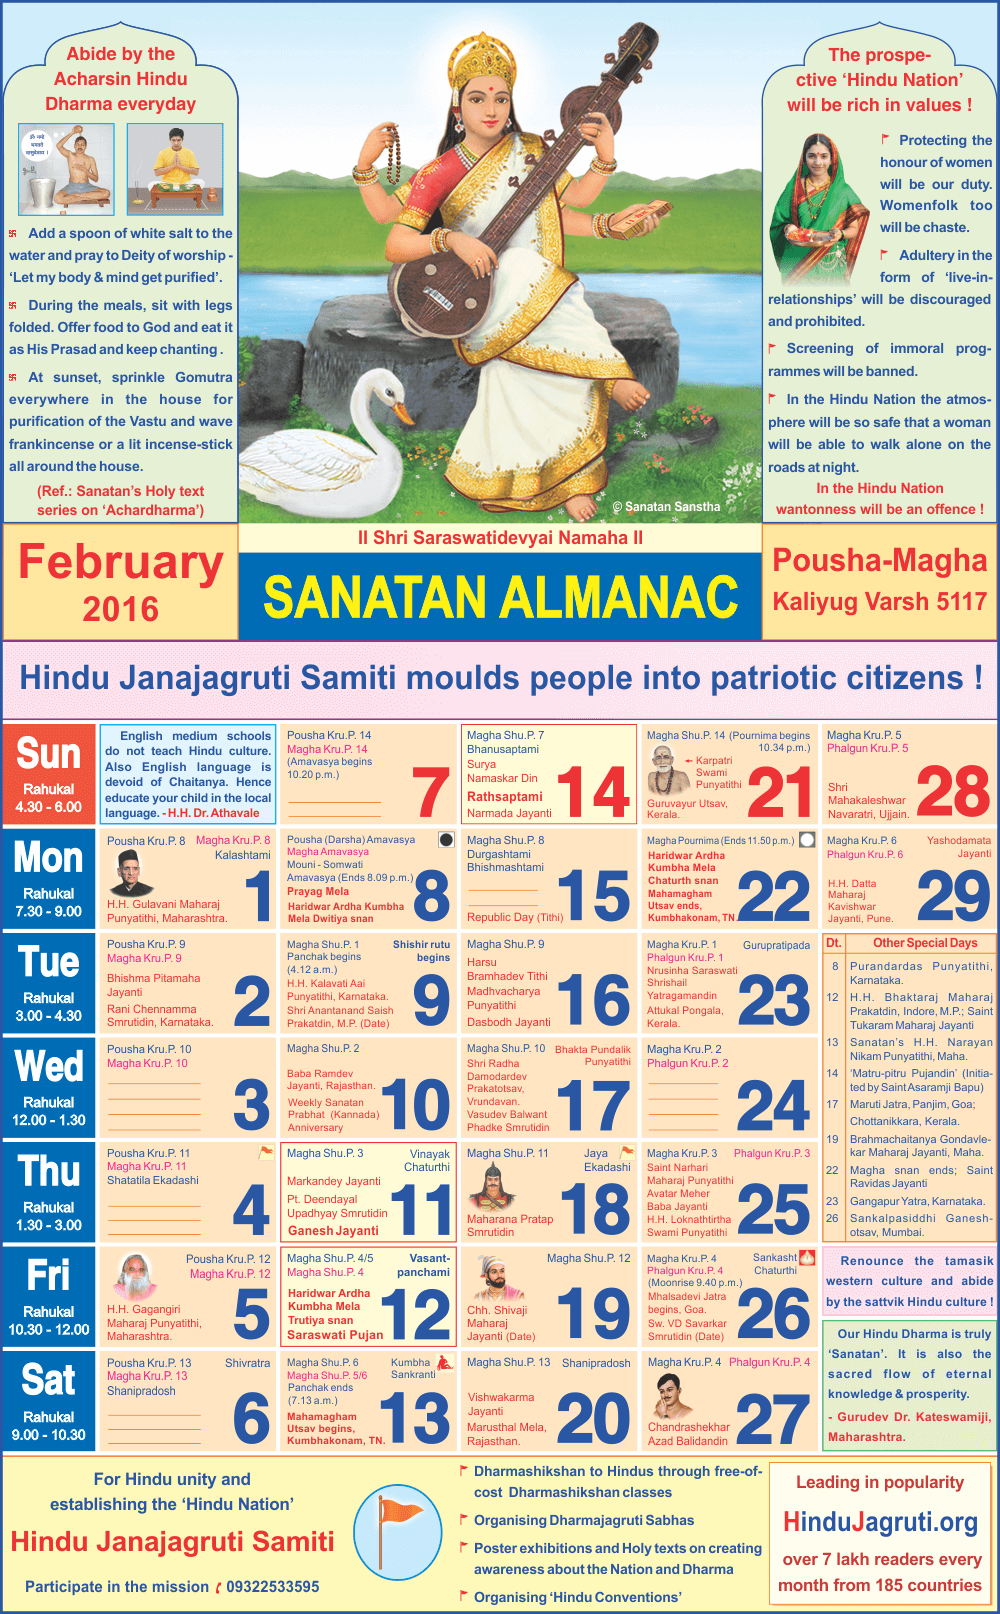 Abide by the
Acharsin Hindu
Dharma everyday
Add a spoon of white salt to the
water and pray to Deity of worship -
‘Let my body & mind get purified’.
During the meals, sit with legs
folded. Offer food to God and eat it
as His Prasad and keep chanting .
At sunset, sprinkle Gomutra
everywhere in the house for
purification of the Vastu and wave
frankincense or a lit incense-stick
all around the house.
(Ref.: Sanatan’s Holy text
series on ‘Achardharma’)
© Sanatan Sanstha
The prospe-
ctive ‘Hindu Nation’
will be rich in values !
Protecting the
honour of women
will be our duty.
Womenfolk too
will be chaste.
Adultery in the
form of ‘live-in-
relationships’ will be discouraged
and prohibited.
Screening of immoral prog-
rammes will be banned.
In the Hindu Nation the atmos-
phere will be so safe that a woman
will be able to walk alone on the
roads at night.
In the Hindu Nation
wantonness will be an offence !
February
2016
II Shri Saraswatidevyai Namaha II
SANATAN ALMANAC
Pousha-Magha
Kaliyug Varsh 5117
Hindu Janajagruti Samiti moulds people into patriotic citizens !
Sun
Rahukal
4.30 - 6.00
English medium schools
do not teach Hindu culture.
Also English language is
devoid of Chaitanya. Hence
educate your child in the local
language. - H.H. Dr. Athavale
Pousha Kru.P. 14
Magha Kru.P. 14
(Amavasya begins
10.20 p.m.)
7
Magha Shu.P. 7
Bhanusaptami
Surya
Namaskar Din
Rathsaptami
Narmada Jayanti
14
Magha Shu.P. 14 (Pournima begins
10.34 p.m.)
Karpatri
Swami
Punyatithi
Guruvayur Utsav,
Kerala.
21
Magha Kru.P. 5
Phalgun Kru.P. 5
Shri
Mahakaleshwar
Navaratri, Ujjain.
28
Mon
Rahukal
7.30 - 9.00
Pousha Kru.P. 8 Magha Kru.P. 8
Kalashtami
H.H. Gulavani Maharaj
Punyatithi, Maharashtra.
1
Pousha (Darsha) Amavasya
Magha Amavasya
Mouni - Somwati
Amavasya (Ends 8.09 p.m.)
Prayag Mela
Haridwar Ardha Kumbha
Mela Dwitiya snan
8
Magha Shu.P. 8
Durgashtami
Bhishmashtami
Republic Day (Tithi)
15
Magha Pournima (Ends 11.50 p.m.)
Haridwar Ardha
Kumbha Mela
Chaturth snan
Mahamagham
Utsav ends,
Kumbhakonam, TN
22
Magha Kru.P. 6 Yashodamata
Phalgun Kru.P. 6 Jayanti
H.H. Datta
Maharaj
Kavishwar
Jayanti, Pune.
29
Tue
Rahukal
3.00 - 4.30
Pousha Kru.P. 9
Magha Kru.P. 9
Bhishma Pitamaha
Jayanti
Rani Chennamma
Smrutidin, Karnataka.
2
Magha Shu.P. 1 Shishir rutu
Panchak begins begins
(4.12 a.m.)
H.H. Kalavati Aai
Punyatithi, Karnataka.
Shri Anantanand Saish
Prakatdin, M.P. (Date)
9
Magha Shu.P. 9
Harsu
Bramhadev Tithi
Madhvacharya
Punyatithi
Dasbodh Jayanti
16
Magha Kru.P. 1 Gurupratipada
Phalgun Kru.P. 1
Nrusinha Saraswati
Shrishail
Yatragamandin
Attukal Pongala,
Kerala.
23
Dt. Other Special Days
8 Purandardas Punyatithi,
Karnataka.
12 H.H. Bhaktaraj Maharaj
Prakatdin, Indore, M.P.; Saint
Tukaram Maharaj Jayanti
13 Sanatan’s H.H. Narayan
Nikam Punyatithi, Maha.
14 ‘Matru-pitru Pujandin’ (Initia-
ted by Saint Asaramji Bapu)
17 Maruti Jatra, Panjim, Goa;
Chottanikkara, Kerala.
19 Brahmachaitanya Gondavle-
kar Maharaj Jayanti, Maha.
22 Magha snan ends; Saint
Ravidas Jayanti
23 Gangapur Yatra, Karnataka.
26 Sankalpasiddhi Ganesh-
otsav, Mumbai.
Wed
Rahukal
12.00 - 1.30
Pousha Kru.P. 10
Magha Kru.P. 10
3
Magha Shu.P. 2
Baba Ramdev
Jayanti, Rajasthan.
Weekly Sanatan
Prabhat (Kannada)
Anniversary
10
Magha Shu.P. 10 Bhakta Pundalik
Shri Radha Punyatithi
Damodardev
Prakatotsav,
Vrundavan.
Vasudev Balwant
Phadke Smrutidin
17
Magha Kru.P. 2
Phalgun Kru.P. 2
24
Thu
Rahukal
1.30 - 3.00
Pousha Kru.P. 11
Magha Kru.P. 11
Shatatila Ekadashi
4
Magha Shu.P. 3 Vinayak
Chaturthi
Markandey Jayanti
Pt. Deendayal
Upadhyay Smrutidin
Ganesh Jayanti
11
Magha Shu.P. 11 Jaya
Ekadashi
Maharana Pratap
Smrutidin
18
Magha Kru.P. 3 Phalgun Kru.P. 3
Saint Narhari
Maharaj Punyatithi
Avatar Meher
Baba Jayanti
H.H. Loknathtirtha
Swami Punyatithi
25
Fri
Rahukal
10.30 - 12.00
Pousha Kru.P. 12
Magha Kru.P. 12
H.H. Gagangiri
Maharaj Punyatithi,
Maharashtra.
5
Magha Shu.P. 4/5 Vasant-
Magha Shu.P. 4 panchami
Haridwar Ardha
Kumbha Mela
Trutiya snan
Saraswati Pujan
12
Magha Shu.P. 12
Chh. Shivaji
Maharaj
Jayanti (Date)
19
Magha Kru.P. 4 Sankasht
Phalgun Kru.P. 4 Chaturthi
(Moonrise 9.40 p.m.)
Mhalsadevi Jatra
begins, Goa.
Sw. VD Savarkar
Smrutidin (Date)
26
Renounce the tamasik
western culture and abide
by the sattvik Hindu culture !
Sat
Rahukal
9.00 - 10.30
Pousha Kru.P. 13 Shivratra
Magha Kru.P. 13
Shanipradosh
6
Magha Shu.P. 6 Kumbha
Magha Shu.P. 5/6 Sankranti
Panchak ends
(7.13 a.m.)
Mahamagham
Utsav begins,
Kumbhakonam, TN.
13
Magha Shu.P. 13 Shanipradosh
Vishwakarma
Jayanti
Marusthal Mela,
Rajasthan.
20
Magha Kru.P. 4 Phalgun Kru.P. 4
Chandrashekhar
Azad Balidandin
27
Our Hindu Dharma is truly
‘Sanatan’. It is also the
sacred flow of eternal
knowledge & prosperity.
- Gurudev Dr. Kateswamiji,
Maharashtra.
For Hindu unity and
establishing the ‘Hindu Nation’
Hindu Janajagruti Samiti
Participate in the mission 09322533595
Dharmashikshan to Hindus through free-of-
cost Dharmashikshan classes
Organising Dharmajagruti Sabhas
Poster exhibitions and Holy texts on creating
awareness about the Nation and Dharma
Organising ‘Hindu Conventions’
Leading in popularity
HinduJagruti.org
over 7 lakh readers every
month from 185 countries